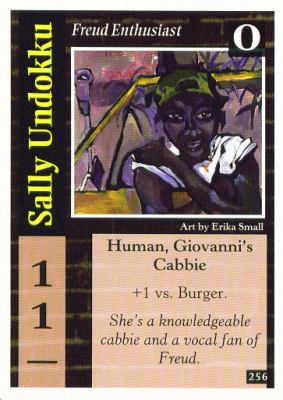 Sally Undokku
Freud Enthusiast
O
Art by Erika Small
1
1
—
Human, Giovanni's
Cabbie
+1 vs. Burger.
She's a knowledgeable
cabbie and a vocal fan of
Freud.
256